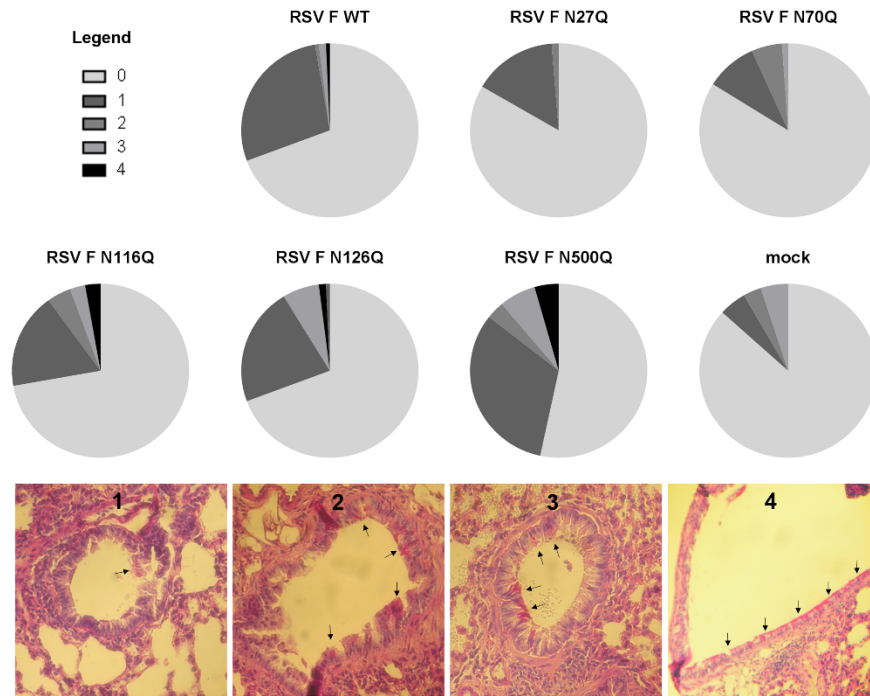 RSV F WT
RSV F N27Q
RSV F N70Q
Legend
0
1
2
3
4
RSV F N116Q
RSV F N126Q
RSV F N500Q
mock
1
2
3
4